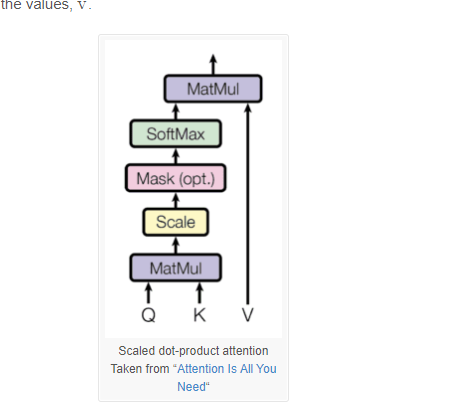 the values, V.
MatMul
SoftMax
Mask (opt.)
Scale
MatMul
Q K V
Scaled dot-product attention
Taken from “Attention Is All You
Need“